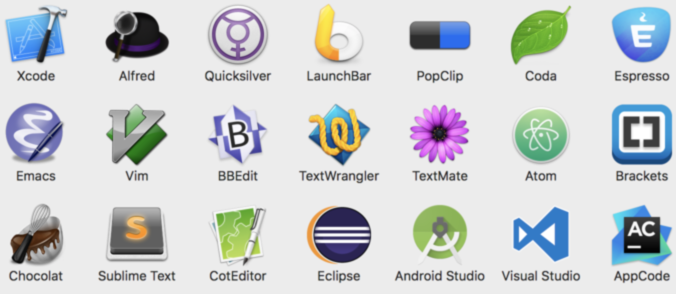 Xcode Alfred Quicksilver LaunchBar PopClip Coda Espresso
Emacs Vim BBEdit TextWrangler TextMate Atom Brackets
Chocolat Sublime Text CotEditor Eclipse Android Studio Visual Studio AppCode